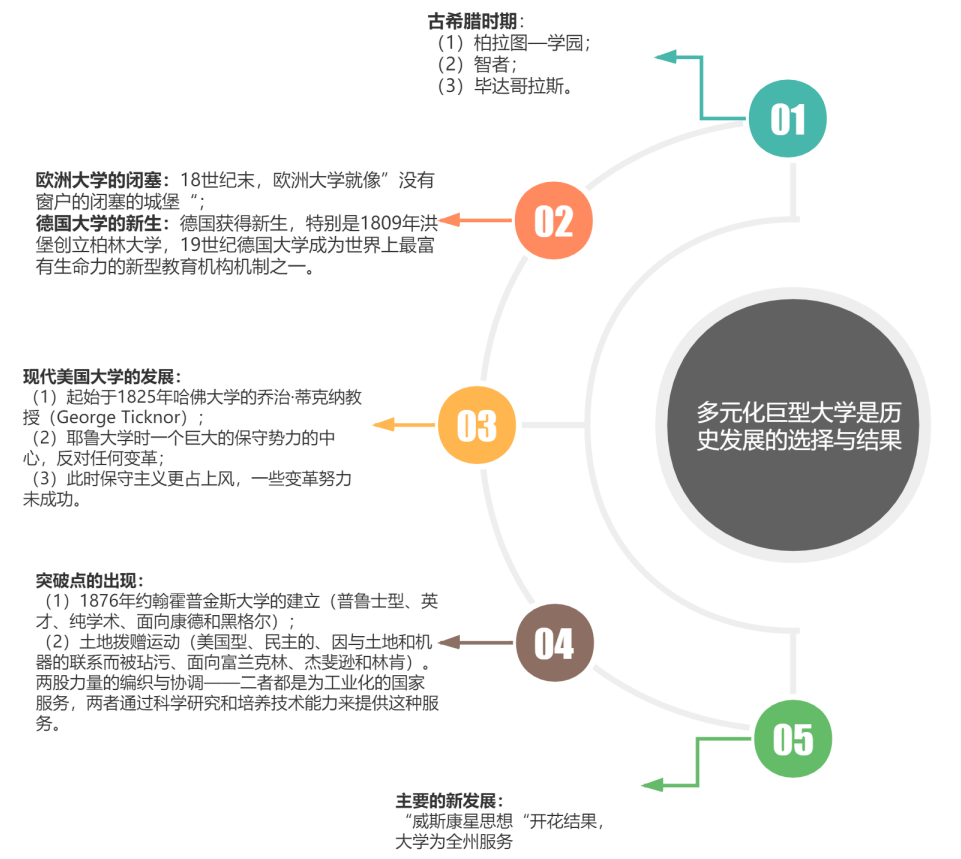 古希腊时期：
（1）柏拉图—学园；
（2）智者；
（3）毕达哥拉斯。
01
欧洲大学的闭塞：18世纪末，欧洲大学就像”没有
窗户的闭塞的城堡“；
德国大学的新生：德国获得新生，特别是1809年洪
堡创立柏林大学，19世纪德国大学成为世界上最富
有生命力的新型教育机构机制之一。
02
现代美国大学的发展：
（1）起始于1825年哈佛大学的乔治·蒂克纳教
授（George Ticknor）；
（2）耶鲁大学时一个巨大的保守势力的中
心，反对任何变革；
（3）此时保守主义更占上风，一些变革努力
未成功。
03
多元化巨型大学是历
史发展的选择与结果
突破点的出现：
（1）1876年约翰霍普金斯大学的建立（普鲁士型、英
才、纯学术、面向康德和黑格尔）；
（2）土地拨赠运动（美国型、民主的、因与土地和机
器的联系而被玷污、面向富兰克林、杰斐逊和林肯）。
两股力量的编织与协调——二者都是为工业化的国家
服务，两者通过科学研究和培养技术能力来提供这种服
务。
04
05
主要的新发展：
“威斯康星思想“开花结果，
大学为全州服务